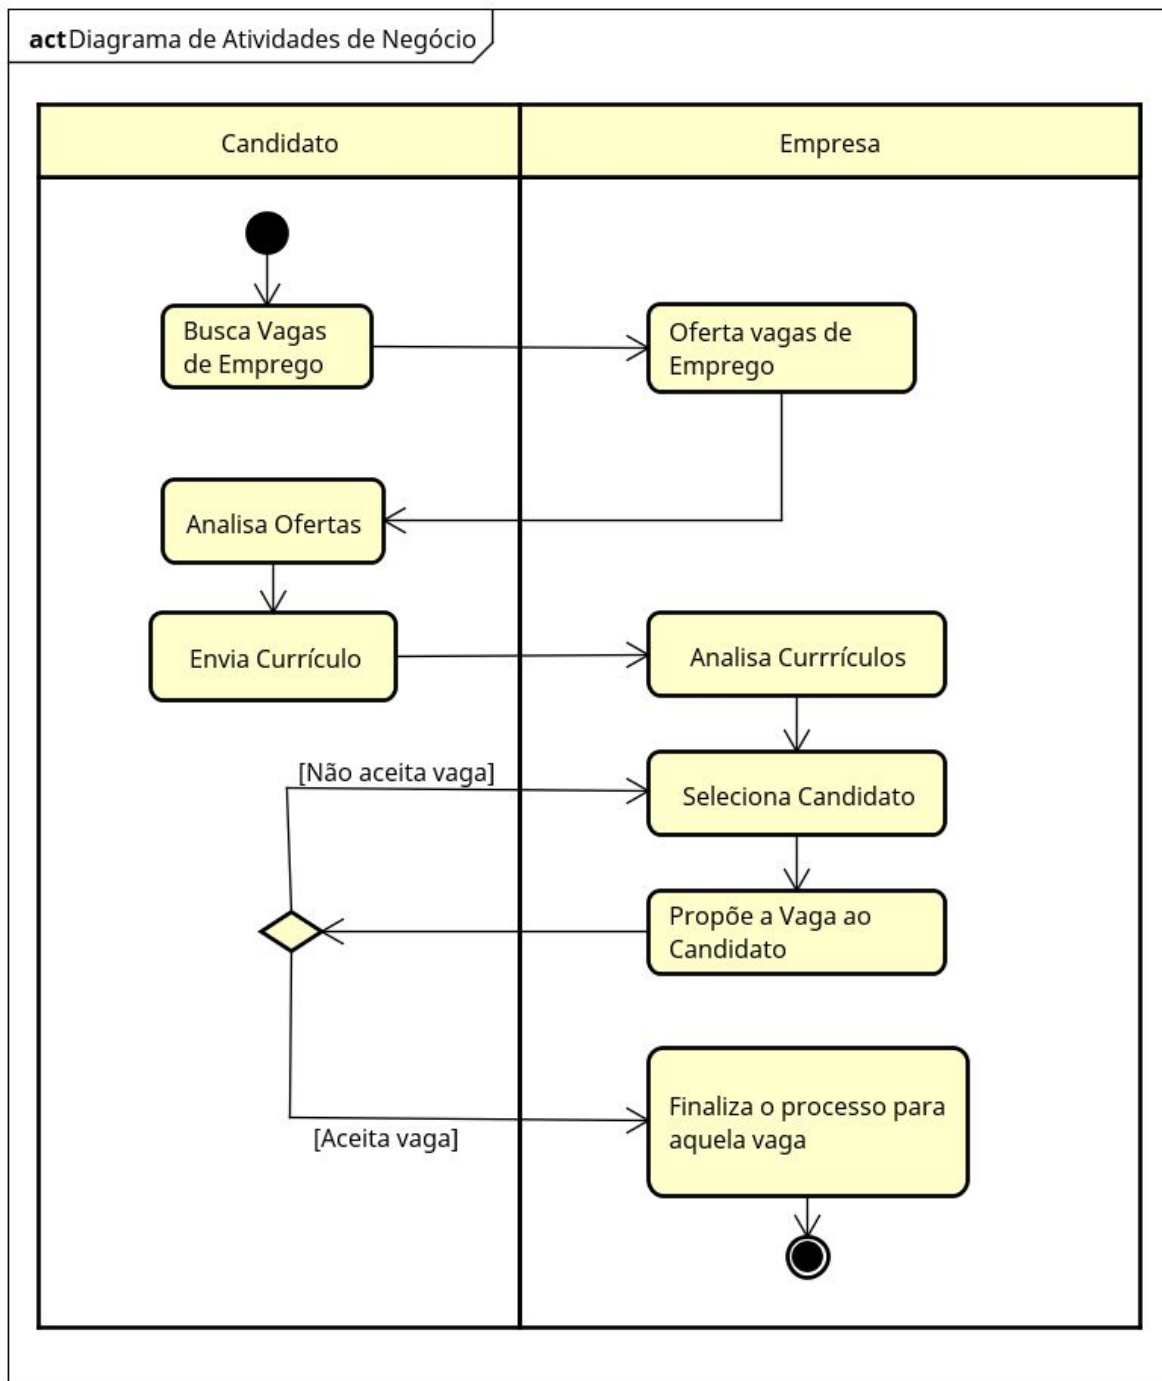 act Diagrama de Atividades de Negócio
Candidato
Empresa
Busca Vagas
de Emprego
Oferta vagas de
Emprego
Analisa Ofertas
Envia Currículo
Analisa Currrículos
[Não aceita vaga]
Seleciona Candidato
Propõe a Vaga ao
Candidato
Finaliza o processo para
aquela vaga
[Aceita vaga]